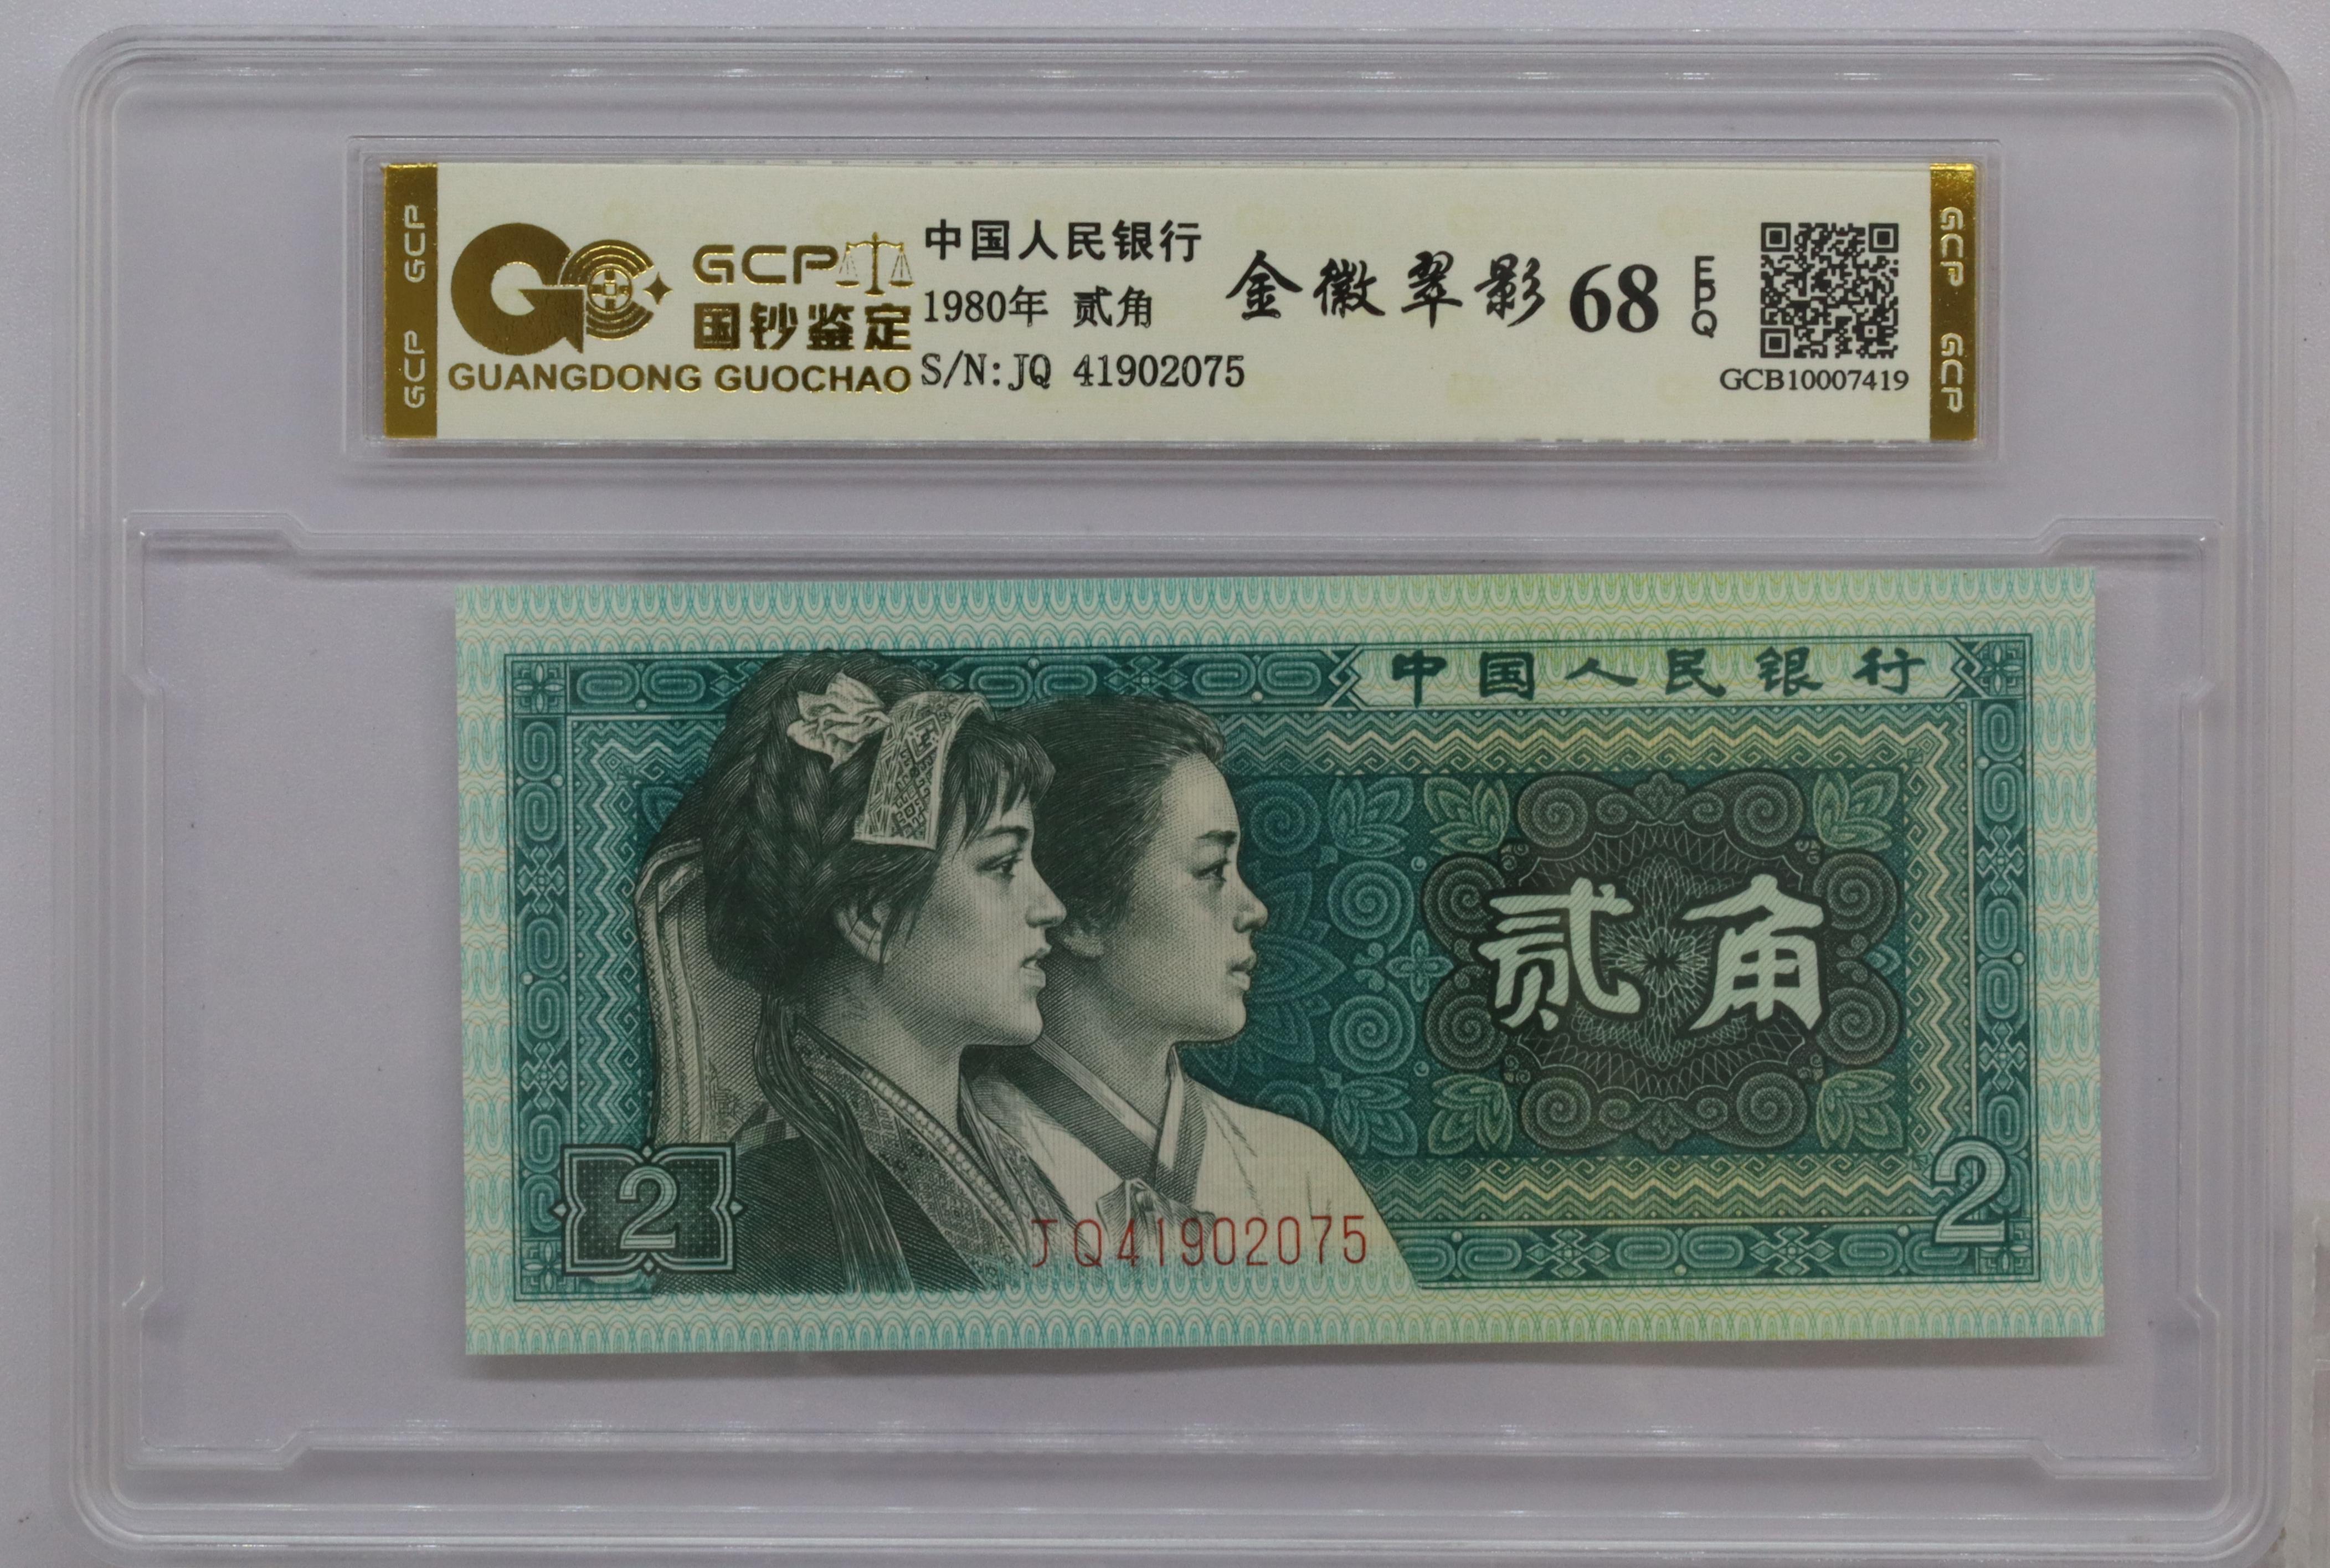 GCP GCP
GCP
国钞鉴定
GUANGDONG GUOCHAO
中国人民银行
1980年 贰角
S/N:JQ 41902075
金徽翠影 68 EPQ
GCB10007419
GCP GCP
中国人民银行
贰角
2
2
JQ41902075